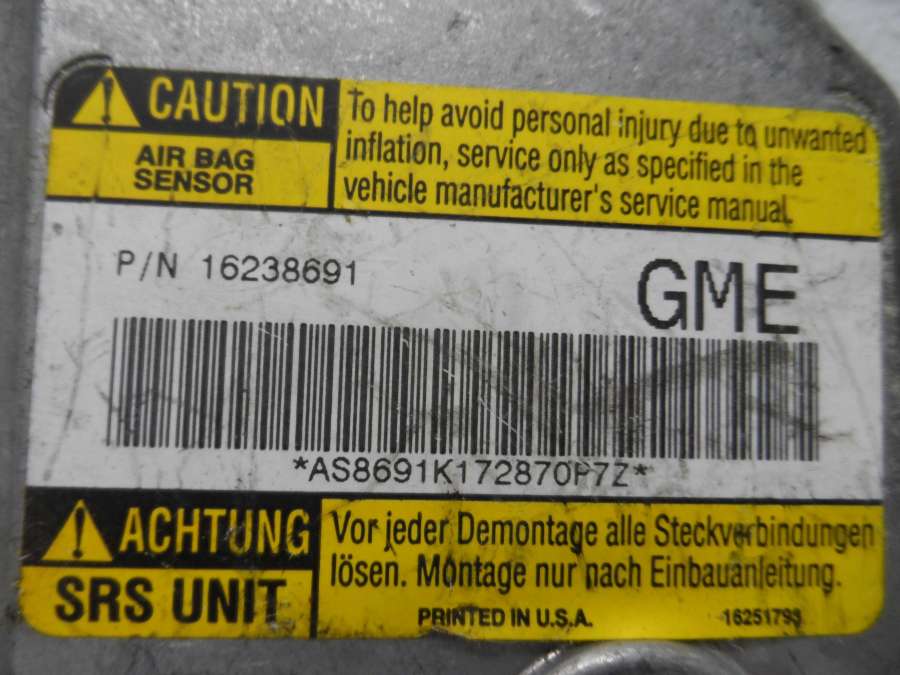 CAUTION
AIR BAG
SENSOR
To help avoid personal injury due to unwanted
inflation, service only as specified in the
vehicle manufacturer's service manual.
P/N 16238691
GME
*AS8691K172870P7Z*
ACHTUNG
SRS UNIT
Vor jeder Demontage alle Steckverbindungen
lösen. Montage nur nach Einbauanleitung.
PRINTED IN U.S.A.
16251793